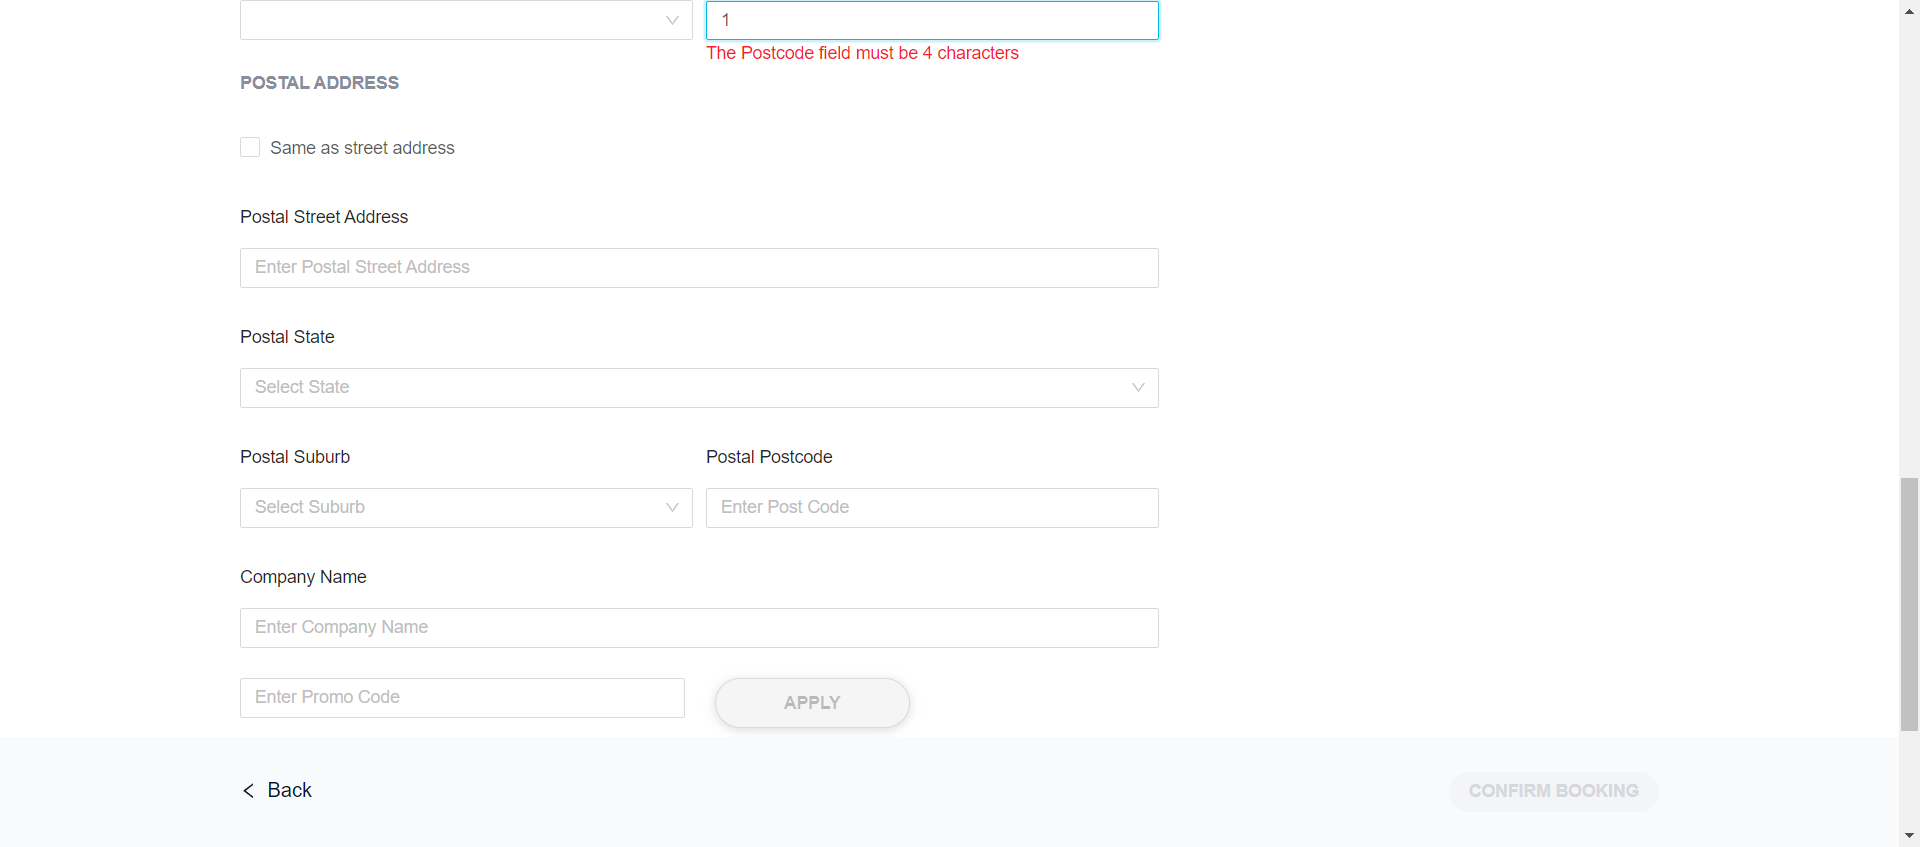 1
The Postcode field must be 4 characters
POSTAL ADDRESS
Same as street address
Postal Street Address
Enter Postal Street Address
Postal State
Select State
Postal Suburb
Postal Postcode
Select Suburb
Enter Post Code
Company Name
Enter Company Name
Enter Promo Code
APPLY
Back
CONFIRM BOOKING